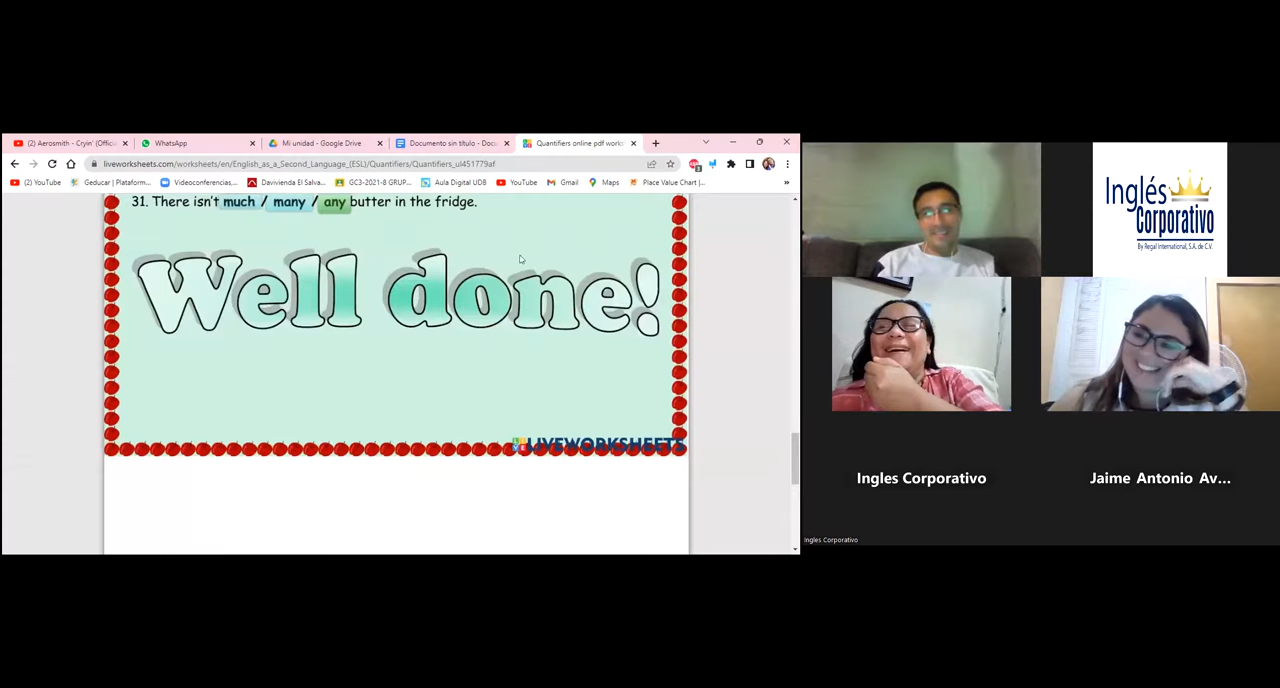 (2) Aerosmith - Cryin' (Offici
WhatsApp
Mi unidad - Google Drive
Documento sin título - Docu
Quantifiers online pdf works
liveworksheets.com/worksheets/en/English_as_a_Second_Language_(ESL)/Quantifiers/Quantifiers_ul451779af
(2) YouTube
Geducar | Plataform...
Videoconferencias,...
Davivienda El Salva...
GC3-2021-8 GRUP...
Aula Digital UDB
YouTube
Gmail
Maps
Place Value Chart |...
»
31. There isn't much / many / any butter in the fridge.
Well done!
LIVEWORKSHEETS
Inglés
Corporativo
By Regal International, S.A. de C.V.
Ingles Corporativo
Jaime Antonio Av...
Ingles Corporativo